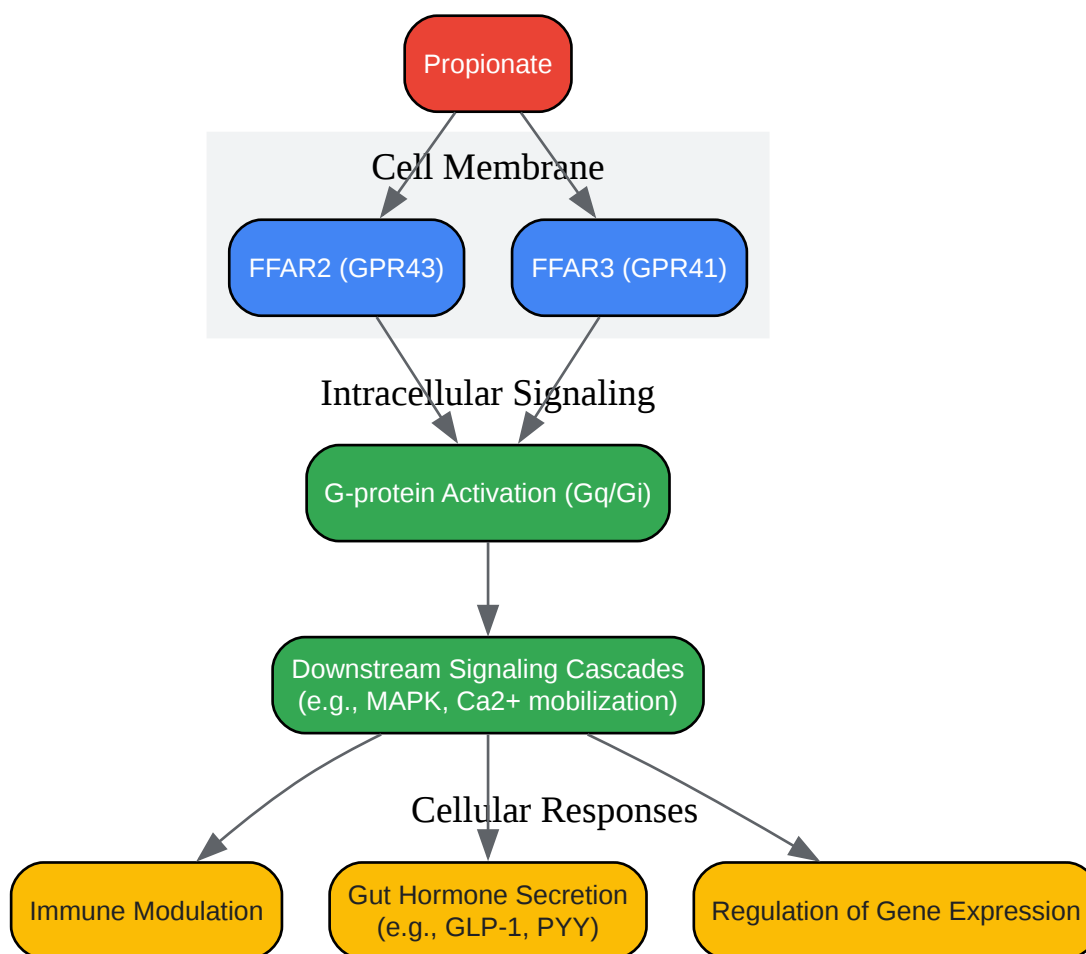 Propionate
Cell Membrane
FFAR2 (GPR43)
FFAR3 (GPR41)
Intracellular Signaling
G-protein Activation (Gq/Gi)
Downstream Signaling Cascades
(e.g., MAPK, Ca2+ mobilization)
Cellular Responses
Immune Modulation
Gut Hormone Secretion
(e.g., GLP-1, PYY)
Regulation of Gene Expression